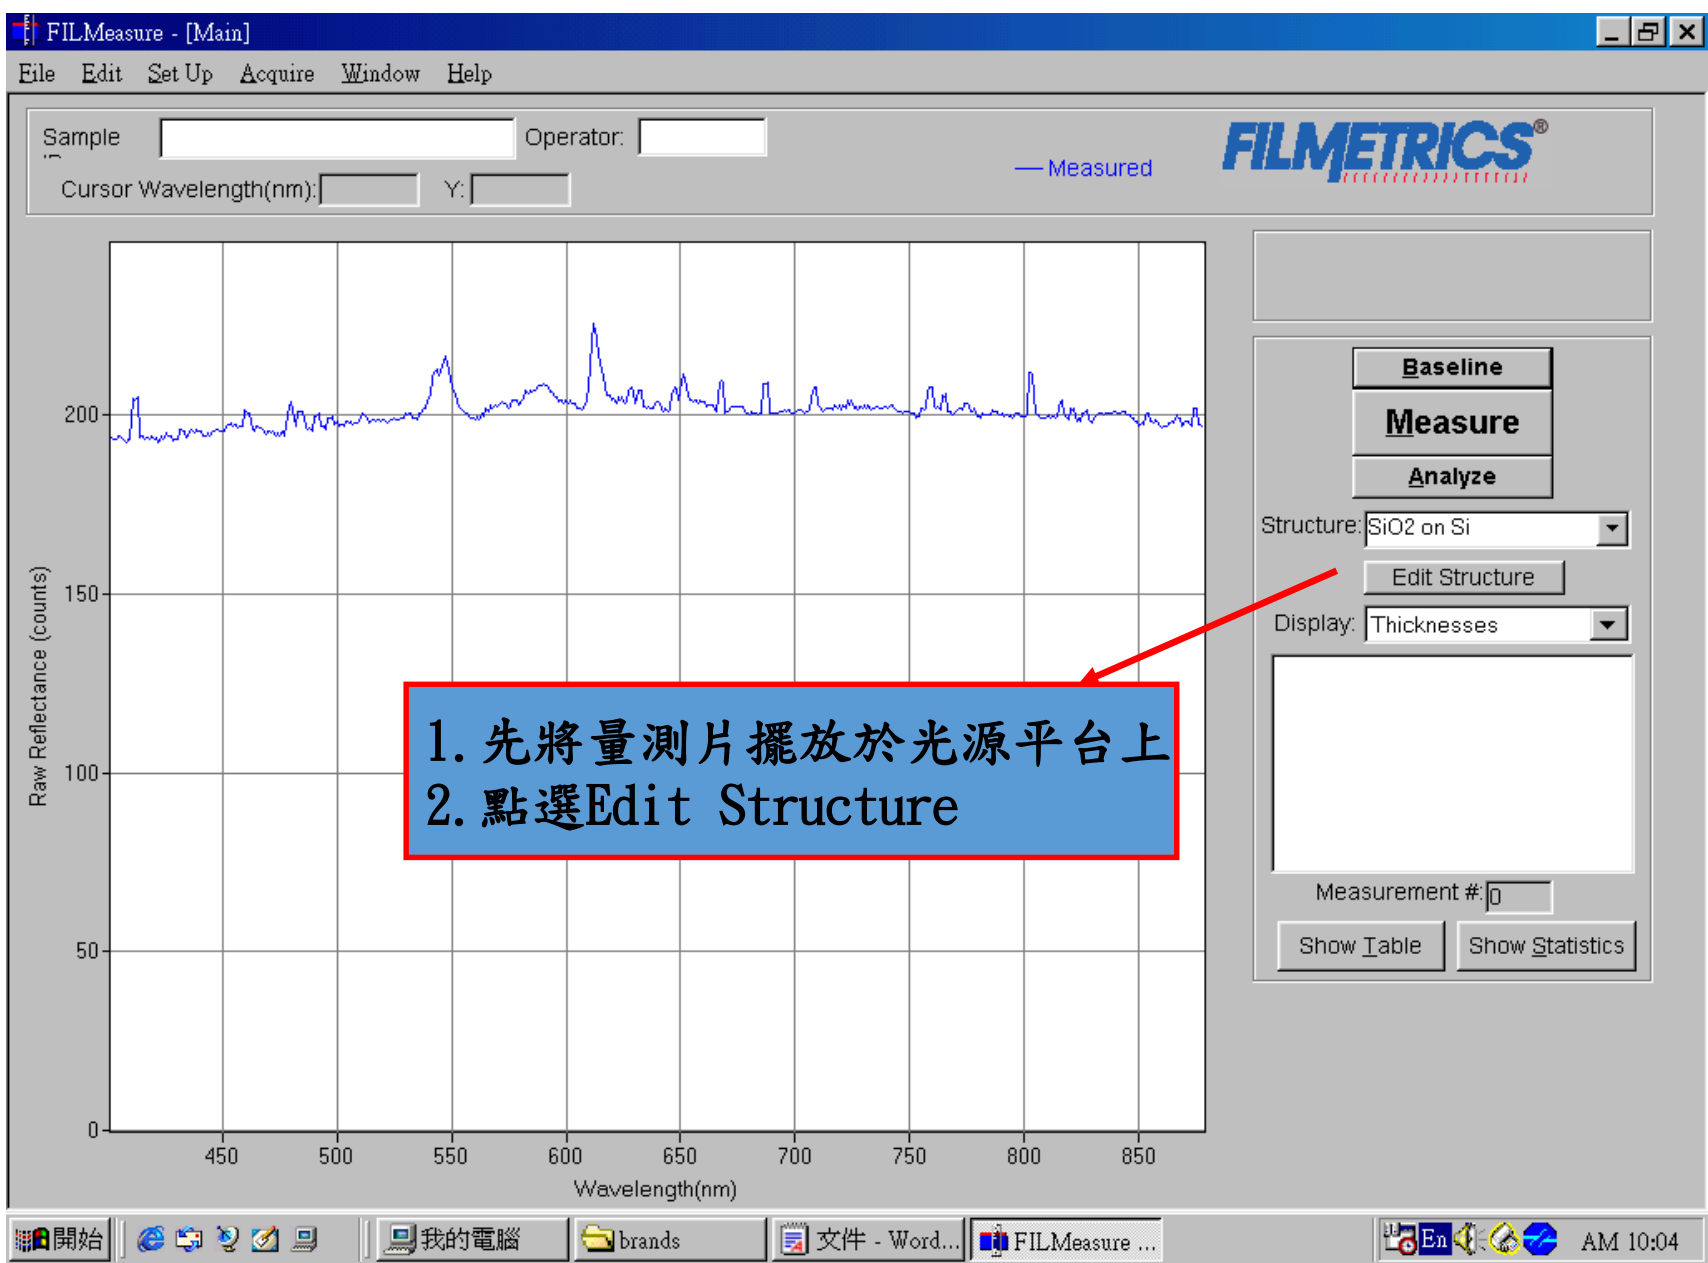 FILMeasure - [Main]
File Edit Set Up Acquire Window Help
Sample Operator:
Cursor Wavelength(nm): Y:
Measured
FILMETRICS®
200
150
100
50
0
Raw Reflectance (counts)
450 500 550 600 650 700 750 800 850
Wavelength(nm)
1.先將量測片擺放於光源平台上
2.點選Edit Structure
Baseline
Measure
Analyze
Structure: SiO2 on Si
Edit Structure
Display: Thicknesses
Measurement #: 0
Show Table Show Statistics
開始 我的電腦 brands 文件 - Word... FILMeasure ... En AM 10:04